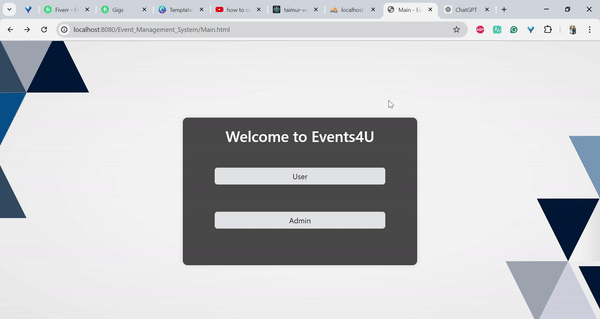 Fiverr - F
Gigs
Template
how to c
taimur-e
localhost
Main - E
ChatGPT
localhost:8080/Event_Management_System/Main.html
Welcome to Events4U
User
Admin